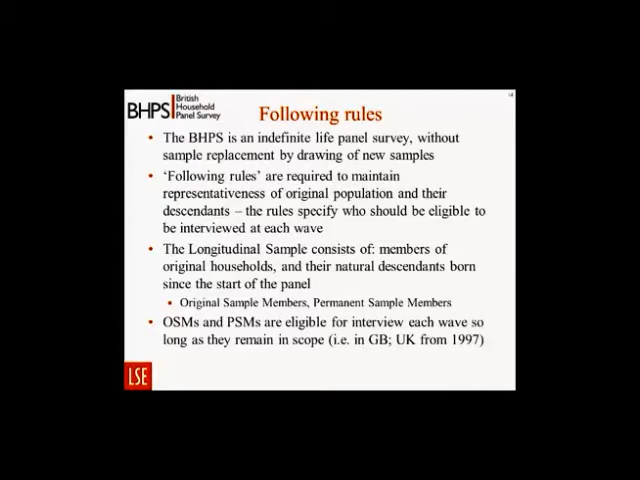 BHPS British
Household
Panel Survey
Following rules
• The BHPS is an indefinite life panel survey, without
sample replacement by drawing of new samples
• ‘Following rules’ are required to maintain
representativeness of original population and their
descendants – the rules specify who should be eligible to
be interviewed at each wave
• The Longitudinal Sample consists of: members of
original households, and their natural descendants born
since the start of the panel
• Original Sample Members, Permanent Sample Members
• OSMs and PSMs are eligible for interview each wave so
long as they remain in scope (i.e. in GB; UK from 1997)
LSE